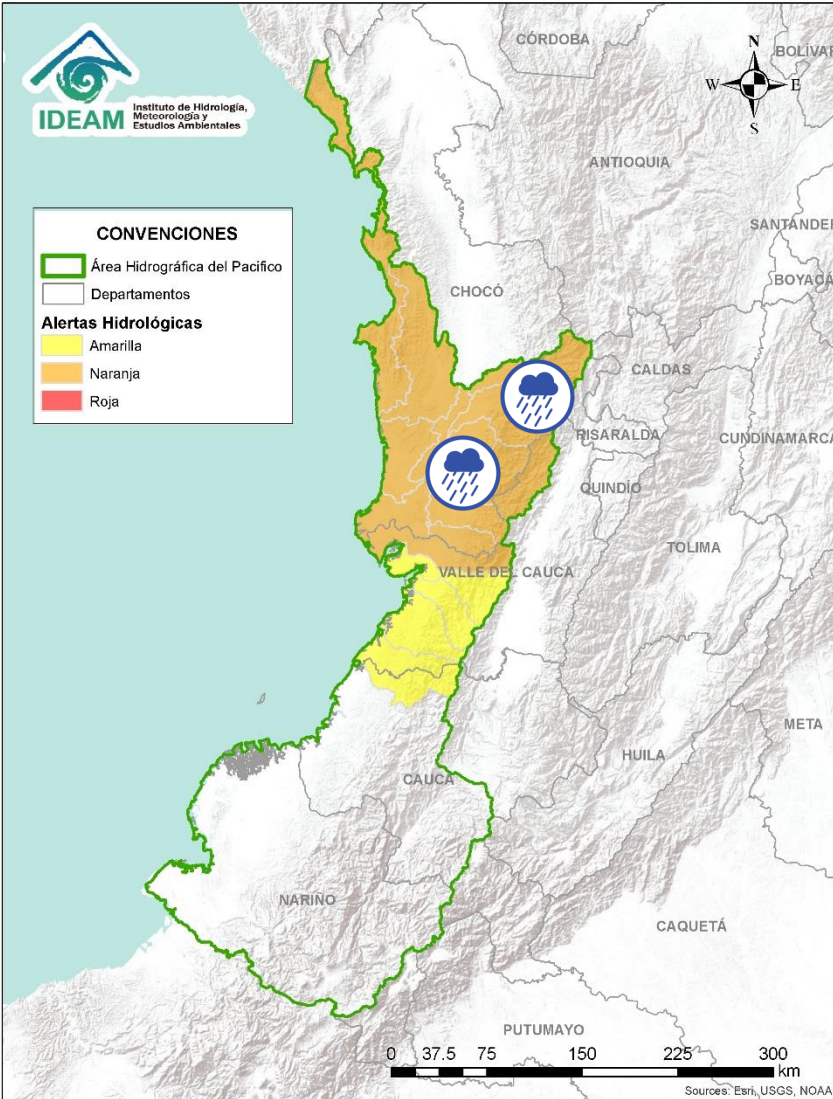 IDEAM
Instituto de Hidrología,
Meteorología y
Estudios Ambientales
CÓRDOBA
BOLÍVAR
N
W
E
S
ANTIOQUIA
SANTANDER
BOYACÁ
CONVENCIONES
Área Hidrográfica del Pacifico
Departamentos
Alertas Hidrológicas
Amarilla
Naranja
Roja
CHOCÓ
CALDAS
RISARALDA
CUNDINAMARCA
QUINDÍO
TOLIMA
VALLE DEL CAUCA
META
HUILA
CAUCA
NARIÑO
CAQUETÁ
PUTUMAYO
0 37.5 75 150 225 300
km
Sources: Esri, USGS, NOAA